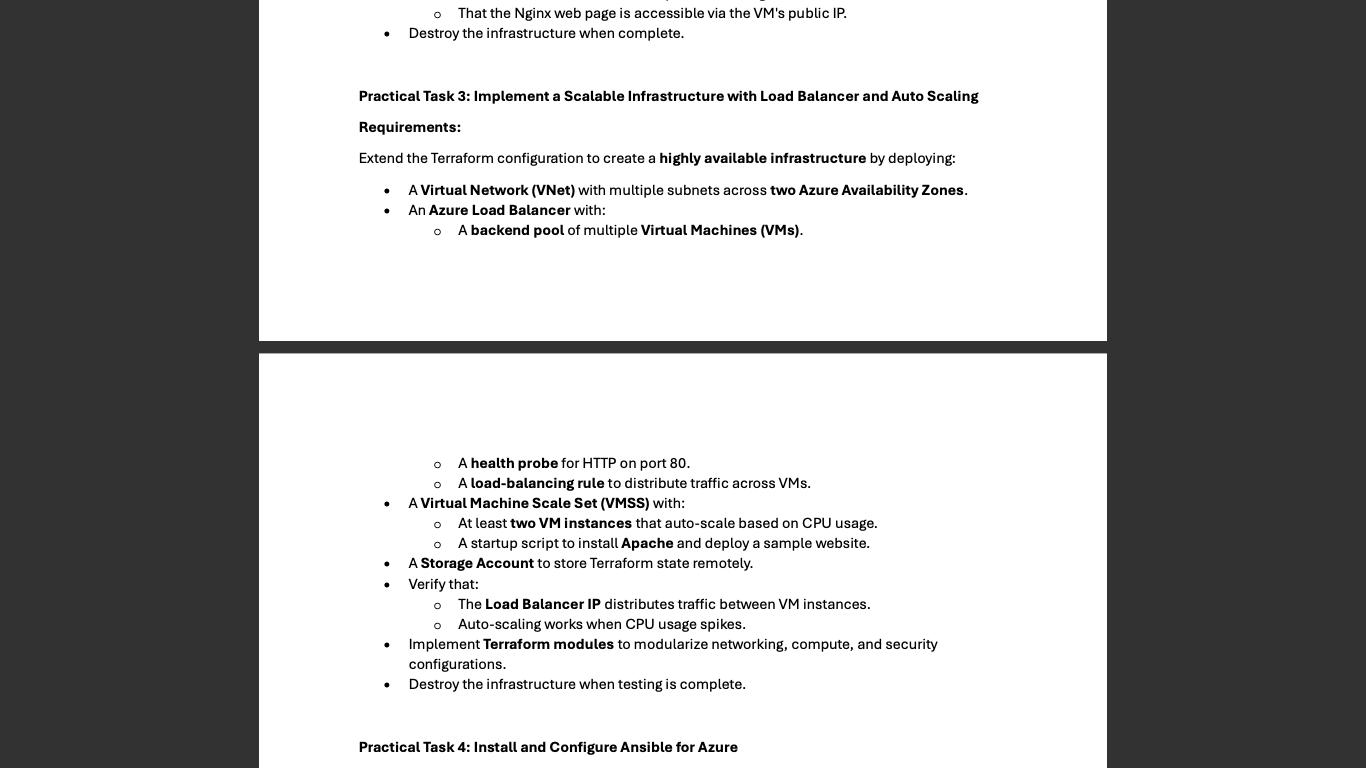 ○ That the Nginx web page is accessible via the VM's public IP.
• Destroy the infrastructure when complete.
Practical Task 3: Implement a Scalable Infrastructure with Load Balancer and Auto Scaling
Requirements:
Extend the Terraform configuration to create a highly available infrastructure by deploying:
• A Virtual Network (VNet) with multiple subnets across two Azure Availability Zones.
• An Azure Load Balancer with:
○ A backend pool of multiple Virtual Machines (VMs).
○ A health probe for HTTP on port 80.
○ A load-balancing rule to distribute traffic across VMs.
• A Virtual Machine Scale Set (VMSS) with:
○ At least two VM instances that auto-scale based on CPU usage.
○ A startup script to install Apache and deploy a sample website.
• A Storage Account to store Terraform state remotely.
• Verify that:
○ The Load Balancer IP distributes traffic between VM instances.
○ Auto-scaling works when CPU usage spikes.
• Implement Terraform modules to modularize networking, compute, and security
configurations.
• Destroy the infrastructure when testing is complete.
Practical Task 4: Install and Configure Ansible for Azure